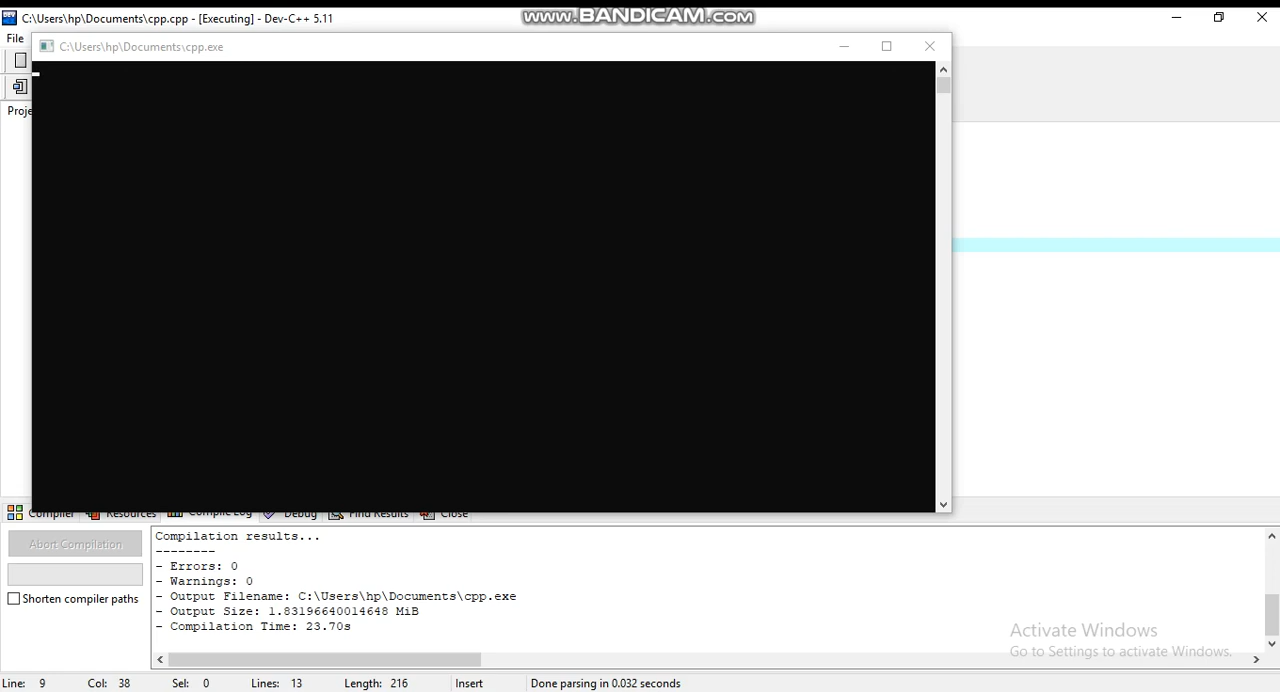 C:\Users\hp\Documents\cpp.cpp - [Executing] - Dev-C++ 5.11
www.BANDICAM.com
File
C:\Users\hp\Documents\cpp.exe
Proje
Compiler Resources Compile Log Debug Find Results Close
Abort Compilation
Shorten compiler paths
Compilation results...
--------
- Errors: 0
- Warnings: 0
- Output Filename: C:\Users\hp\Documents\cpp.exe
- Output Size: 1.83196640014648 MiB
- Compilation Time: 23.70s
Activate Windows
Go to Settings to activate Windows.
Line: 9 Col: 38 Sel: 0 Lines: 13 Length: 216 Insert Done parsing in 0.032 seconds